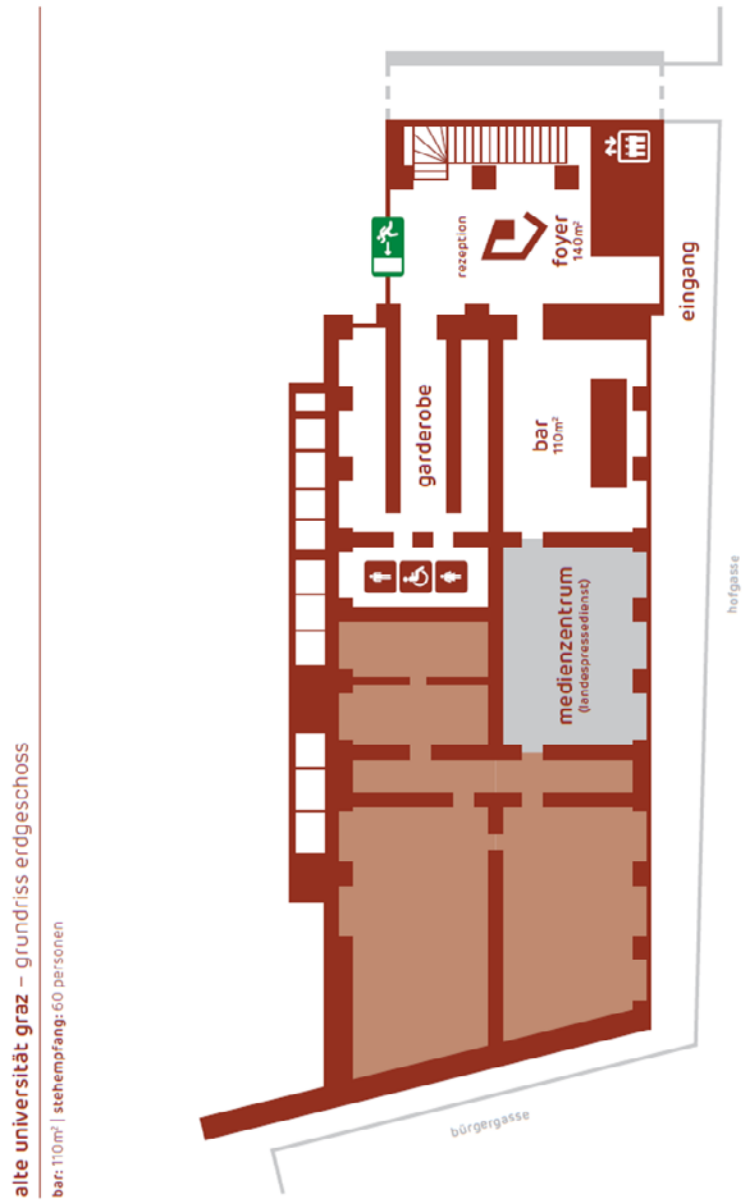 alte universität graz – grundriss erdgeschoss
bar: 110m² | stehempfang: 60 personen
bürgergasse
medienzentrum
(landespressedienst)
garderobe
bar
110m²
rezeption
foyer
140m²
eingang
hofgasse